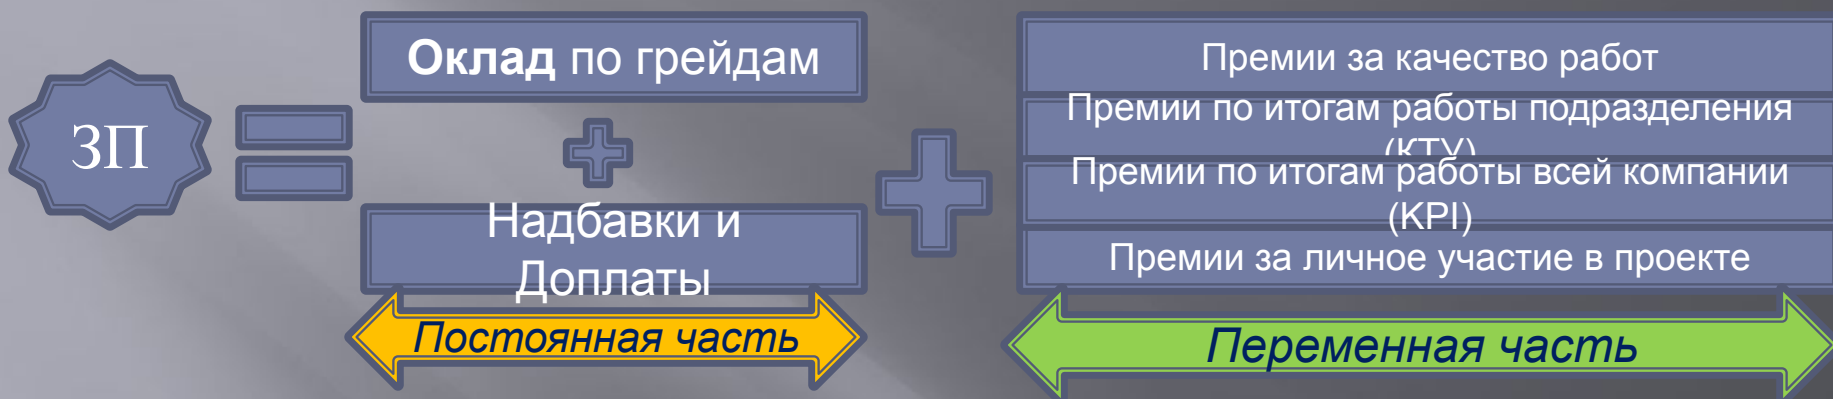 ЗП
Оклад по грейдам
Надбавки и
Доплаты
Постоянная часть
Премии за качество работ
Премии по итогам работы подразделения
(КТУ)
Премии по итогам работы всей компании
(KPI)
Премии за личное участие в проекте
Переменная часть